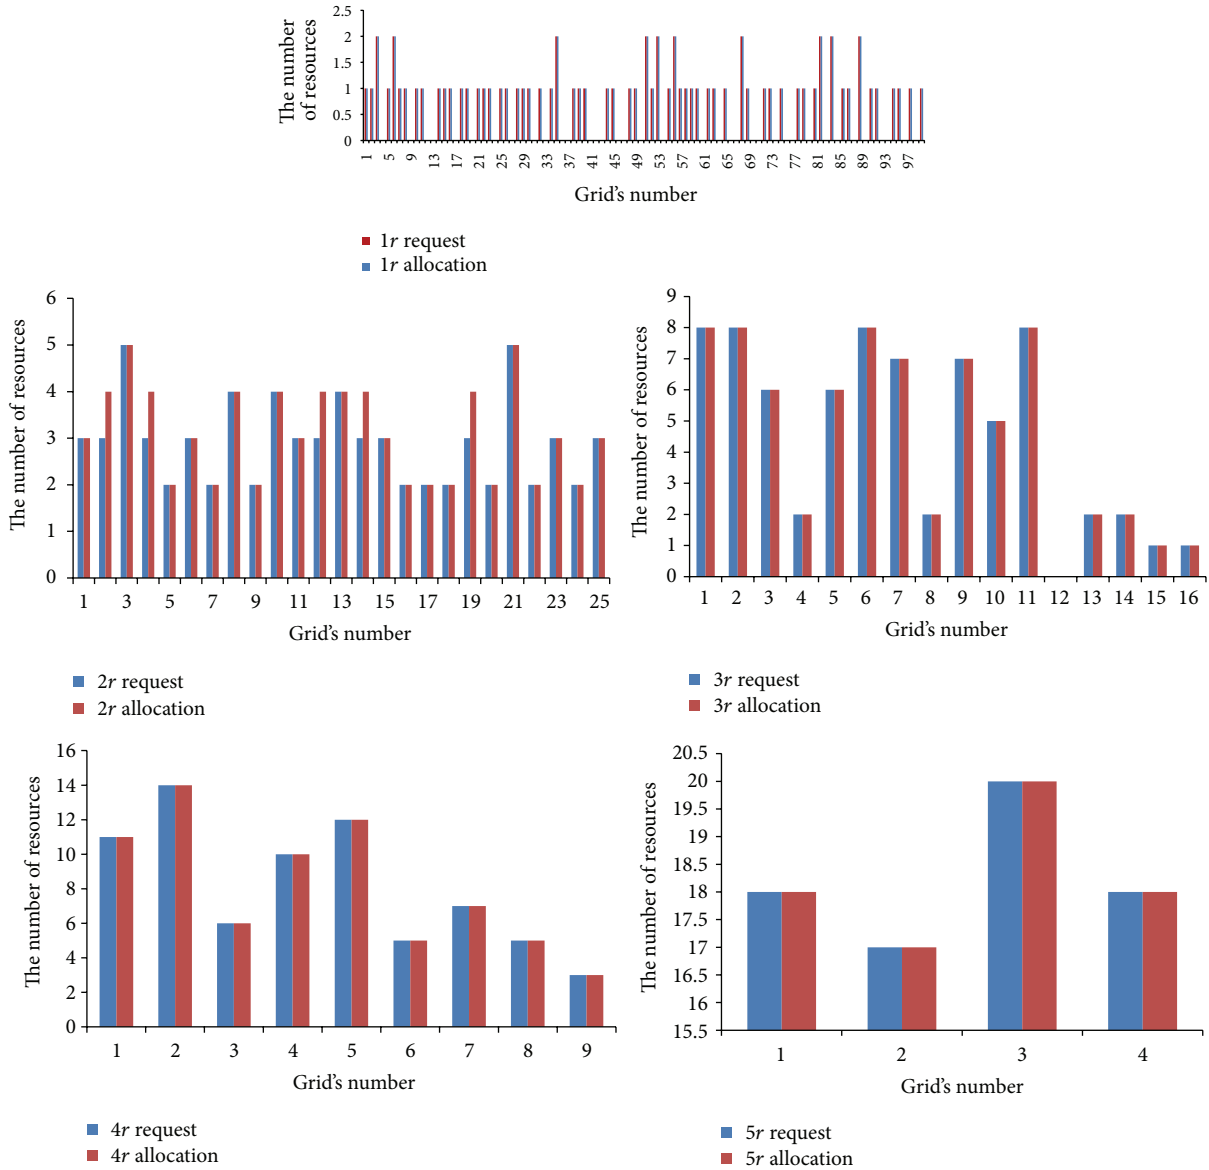 The number
of resources
2.5
2
1.5
1
0.5
0
1 5 9 13 17 21 25 29 33 37 41 45 49 53 57 61 65 69 73 77 81 85 89 93 97
Grid's number
1r request
1r allocation
The number of resources
6
5
4
3
2
1
0
1 3 5 7 9 11 13 15 17 19 21 23 25
Grid's number
2r request
2r allocation
The number of resources
9
8
7
6
5
4
3
2
1
0
1 2 3 4 5 6 7 8 9 10 11 12 13 14 15 16
Grid's number
3r request
3r allocation
The number of resources
16
14
12
10
8
6
4
2
0
1 2 3 4 5 6 7 8 9
Grid's number
4r request
4r allocation
The number of resources
20.5
20
19.5
19
18.5
18
17.5
17
16.5
16
15.5
1 2 3 4
Grid's number
5r request
5r allocation